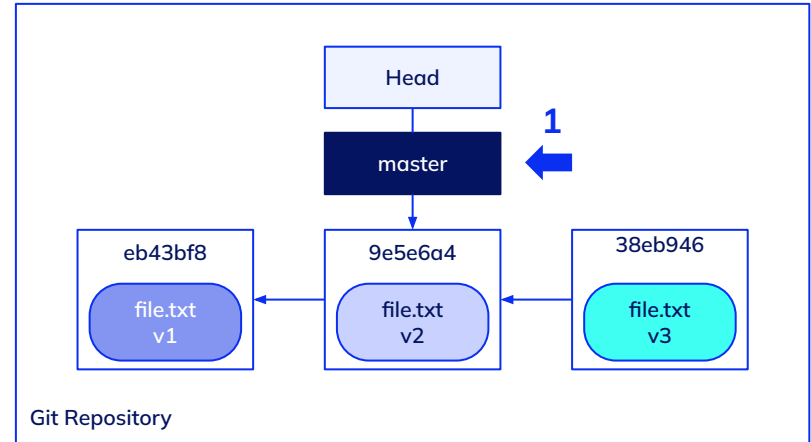 Head
1
master
eb43bf8
9e5e6a4
38eb946
file.txt
v1
file.txt
v2
file.txt
v3
Git Repository